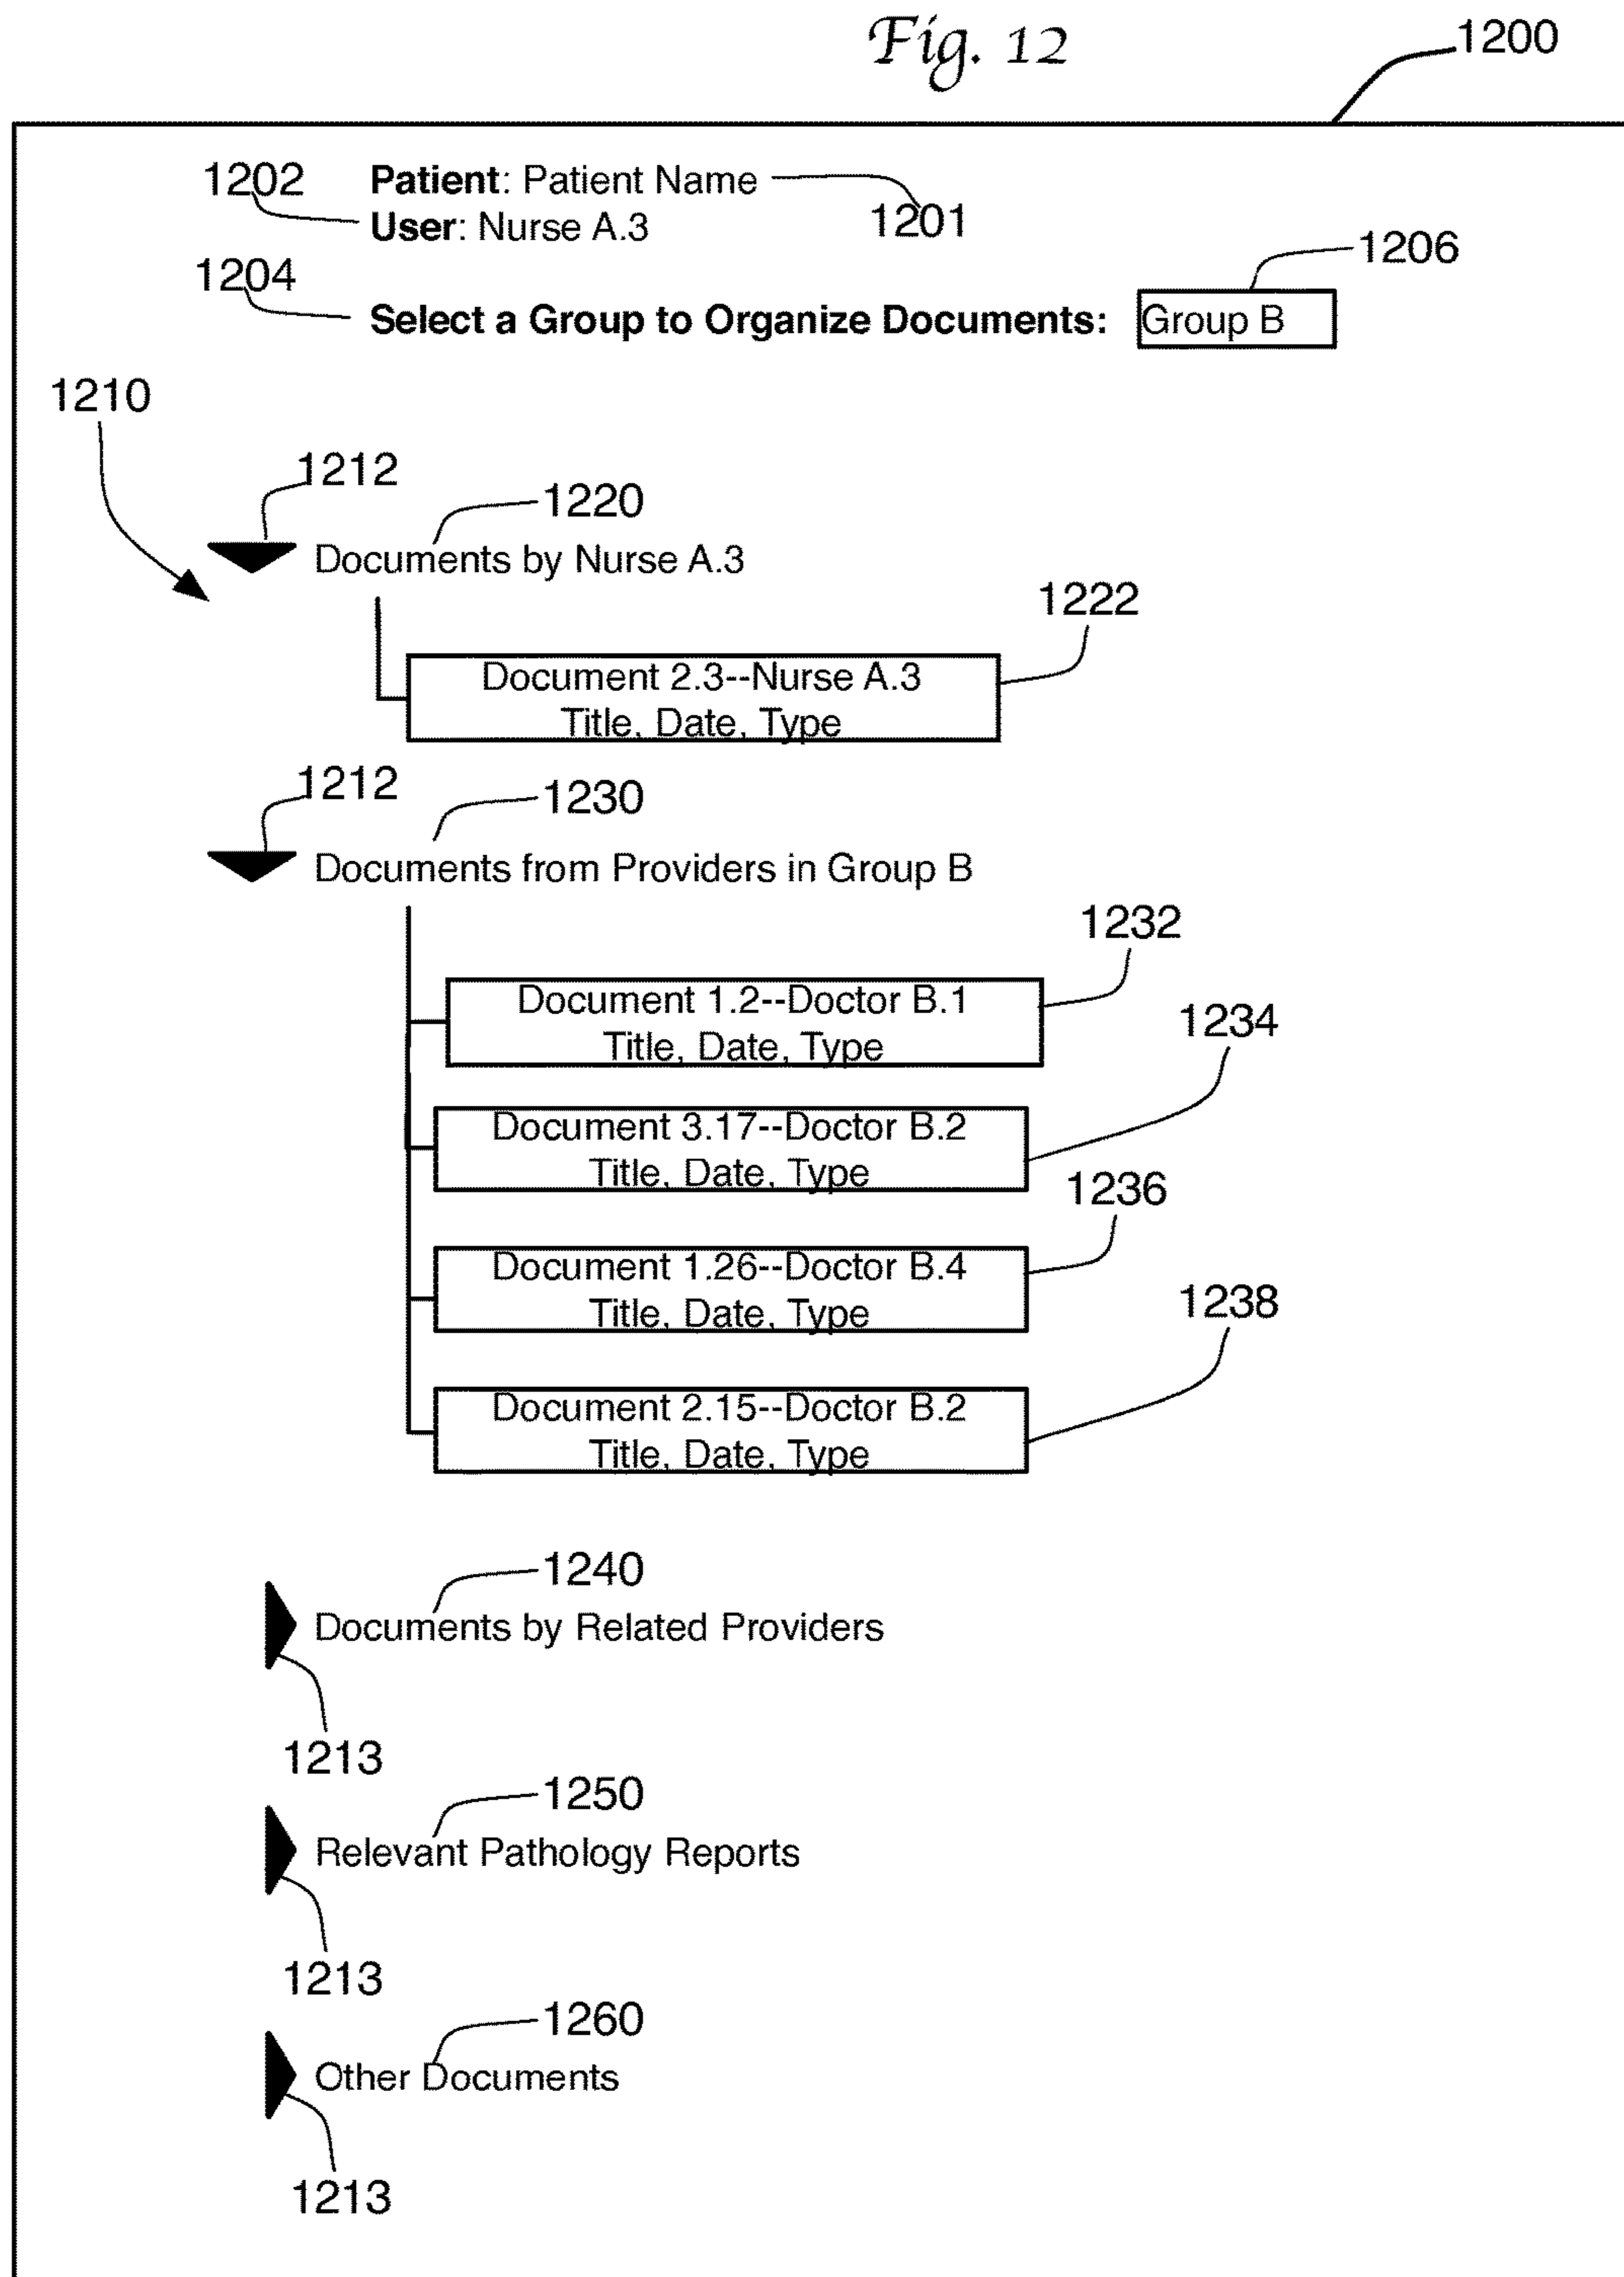 Fig. 12
1200
1202
Patient: Patient Name
1201
User: Nurse A.3
1206
1204
Select a Group to Organize Documents: Group B
1210
1212
1220
Documents by Nurse A.3
1222
Document 2.3--Nurse A.3
Title, Date, Type
1212
1230
Documents from Providers in Group B
1232
Document 1.2--Doctor B.1
Title, Date, Type
1234
Document 3.17--Doctor B.2
Title, Date, Type
1236
Document 1.26--Doctor B.4
Title, Date, Type
1238
Document 2.15--Doctor B.2
Title, Date, Type
1240
Documents by Related Providers
1213
1250
Relevant Pathology Reports
1213
1260
Other Documents
1213